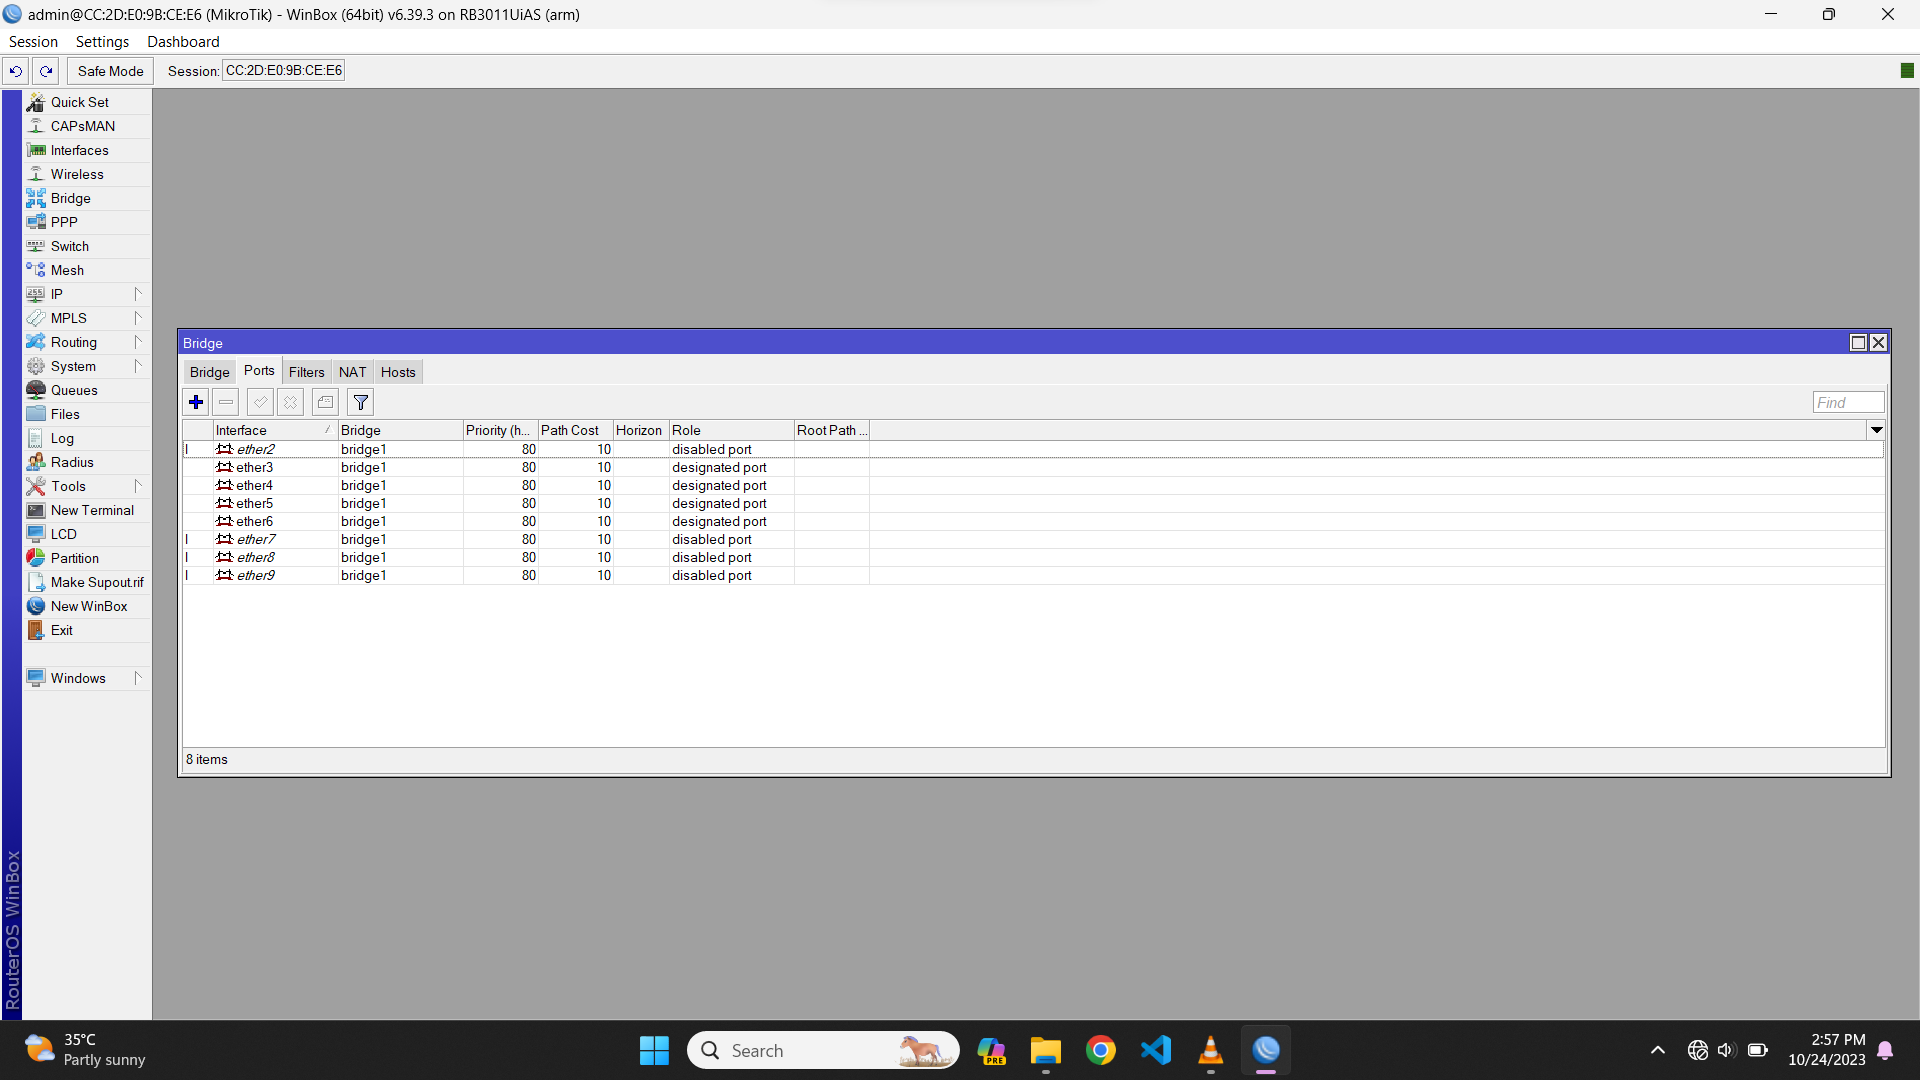 admin@CC:2D:E0:9B:CE:E6 (MikroTik) - WinBox (64bit) v6.39.3 on RB3011UiAS (arm)
Session Settings Dashboard
Safe Mode Session: CC:2D:E0:9B:CE:E6
Quick Set
CAPsMAN
Interfaces
Wireless
Bridge
PPP
Switch
Mesh
IP
MPLS
Routing
System
Queues
Files
Log
Radius
Tools
New Terminal
LCD
Partition
Make Supout.rif
New WinBox
Exit
Windows
RouterOS WinBox
Bridge
Bridge Ports Filters NAT Hosts
Find
Interface Bridge Priority (h... Path Cost Horizon Role Root Path ...
I ether2 bridge1 80 10 disabled port
ether3 bridge1 80 10 designated port
ether4 bridge1 80 10 designated port
ether5 bridge1 80 10 designated port
ether6 bridge1 80 10 designated port
I ether7 bridge1 80 10 disabled port
I ether8 bridge1 80 10 disabled port
I ether9 bridge1 80 10 disabled port
8 items
35°C
Partly sunny
Search
PRE
2:57 PM
10/24/2023